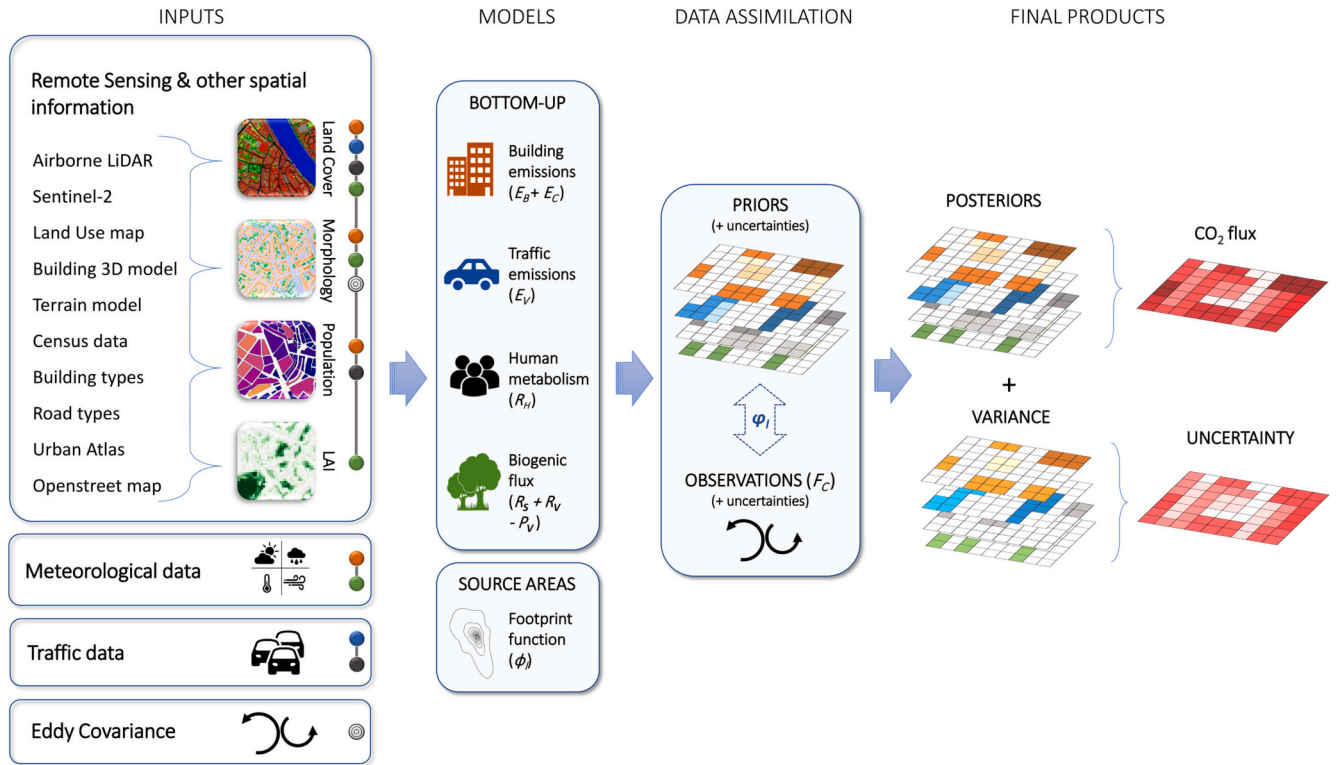 INPUTS
MODELS
DATA ASSIMILATION
FINAL PRODUCTS
Remote Sensing & other spatial
information
Airborne LiDAR
Sentinel-2
Land Use map
Building 3D model
Terrain model
Census data
Building types
Road types
Urban Atlas
Openstreet map
Land Cover
Morphology
Population
LAI
Meteorological data
Traffic data
Eddy Covariance
BOTTOM-UP
Building
emissions
(E_B + E_C)
Traffic
emissions
(E_V)
Human
metabolism
(R_H)
Biogenic
flux
(R_S + R_V
- P_V)
SOURCE AREAS
Footprint
function
(ϕ_I)
PRIORS
(+ uncertainties)
φ_I
OBSERVATIONS (F_C)
(+ uncertainties)
POSTERIORS
CO₂ flux
+
VARIANCE
UNCERTAINTY